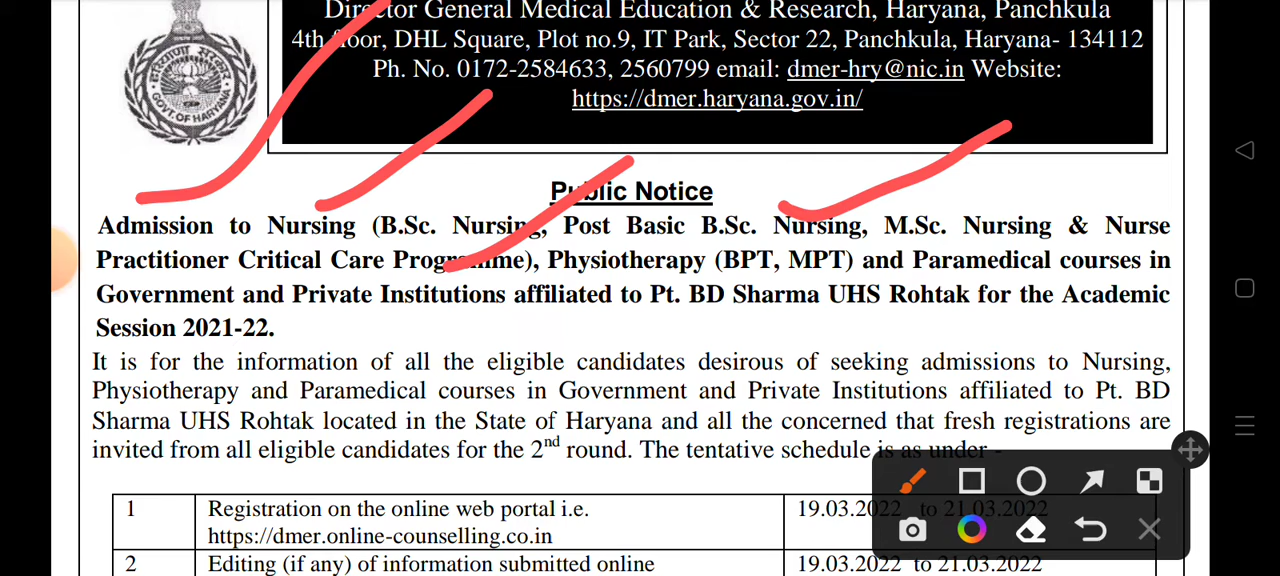 Director General Medical Education & Research, Haryana, Panchkula
4th floor, DHL Square, Plot no.9, IT Park, Sector 22, Panchkula, Haryana- 134112
Ph. No. 0172-2584633, 2560799 email: dmer-hry@nic.in Website:
https://dmer.haryana.gov.in/
GOVT. OF HARYANA
Public Notice
Admission to Nursing (B.Sc. Nursing, Post Basic B.Sc. Nursing, M.Sc. Nursing & Nurse
Practitioner Critical Care Programme), Physiotherapy (BPT, MPT) and Paramedical courses in
Government and Private Institutions affiliated to Pt. BD Sharma UHS Rohtak for the Academic
Session 2021-22.
It is for the information of all the eligible candidates desirous of seeking admissions to Nursing,
Physiotherapy and Paramedical courses in Government and Private Institutions affiliated to Pt. BD
Sharma UHS Rohtak located in the State of Haryana and all the concerned that fresh registrations are
invited from all eligible candidates for the 2nd round. The tentative schedule is as under -
1 Registration on the online web portal i.e. 19.03.2022 to 21.03.2022
https://dmer.online-counselling.co.in
2 Editing (if any) of information submitted online 19.03.2022 to 21.03.2022